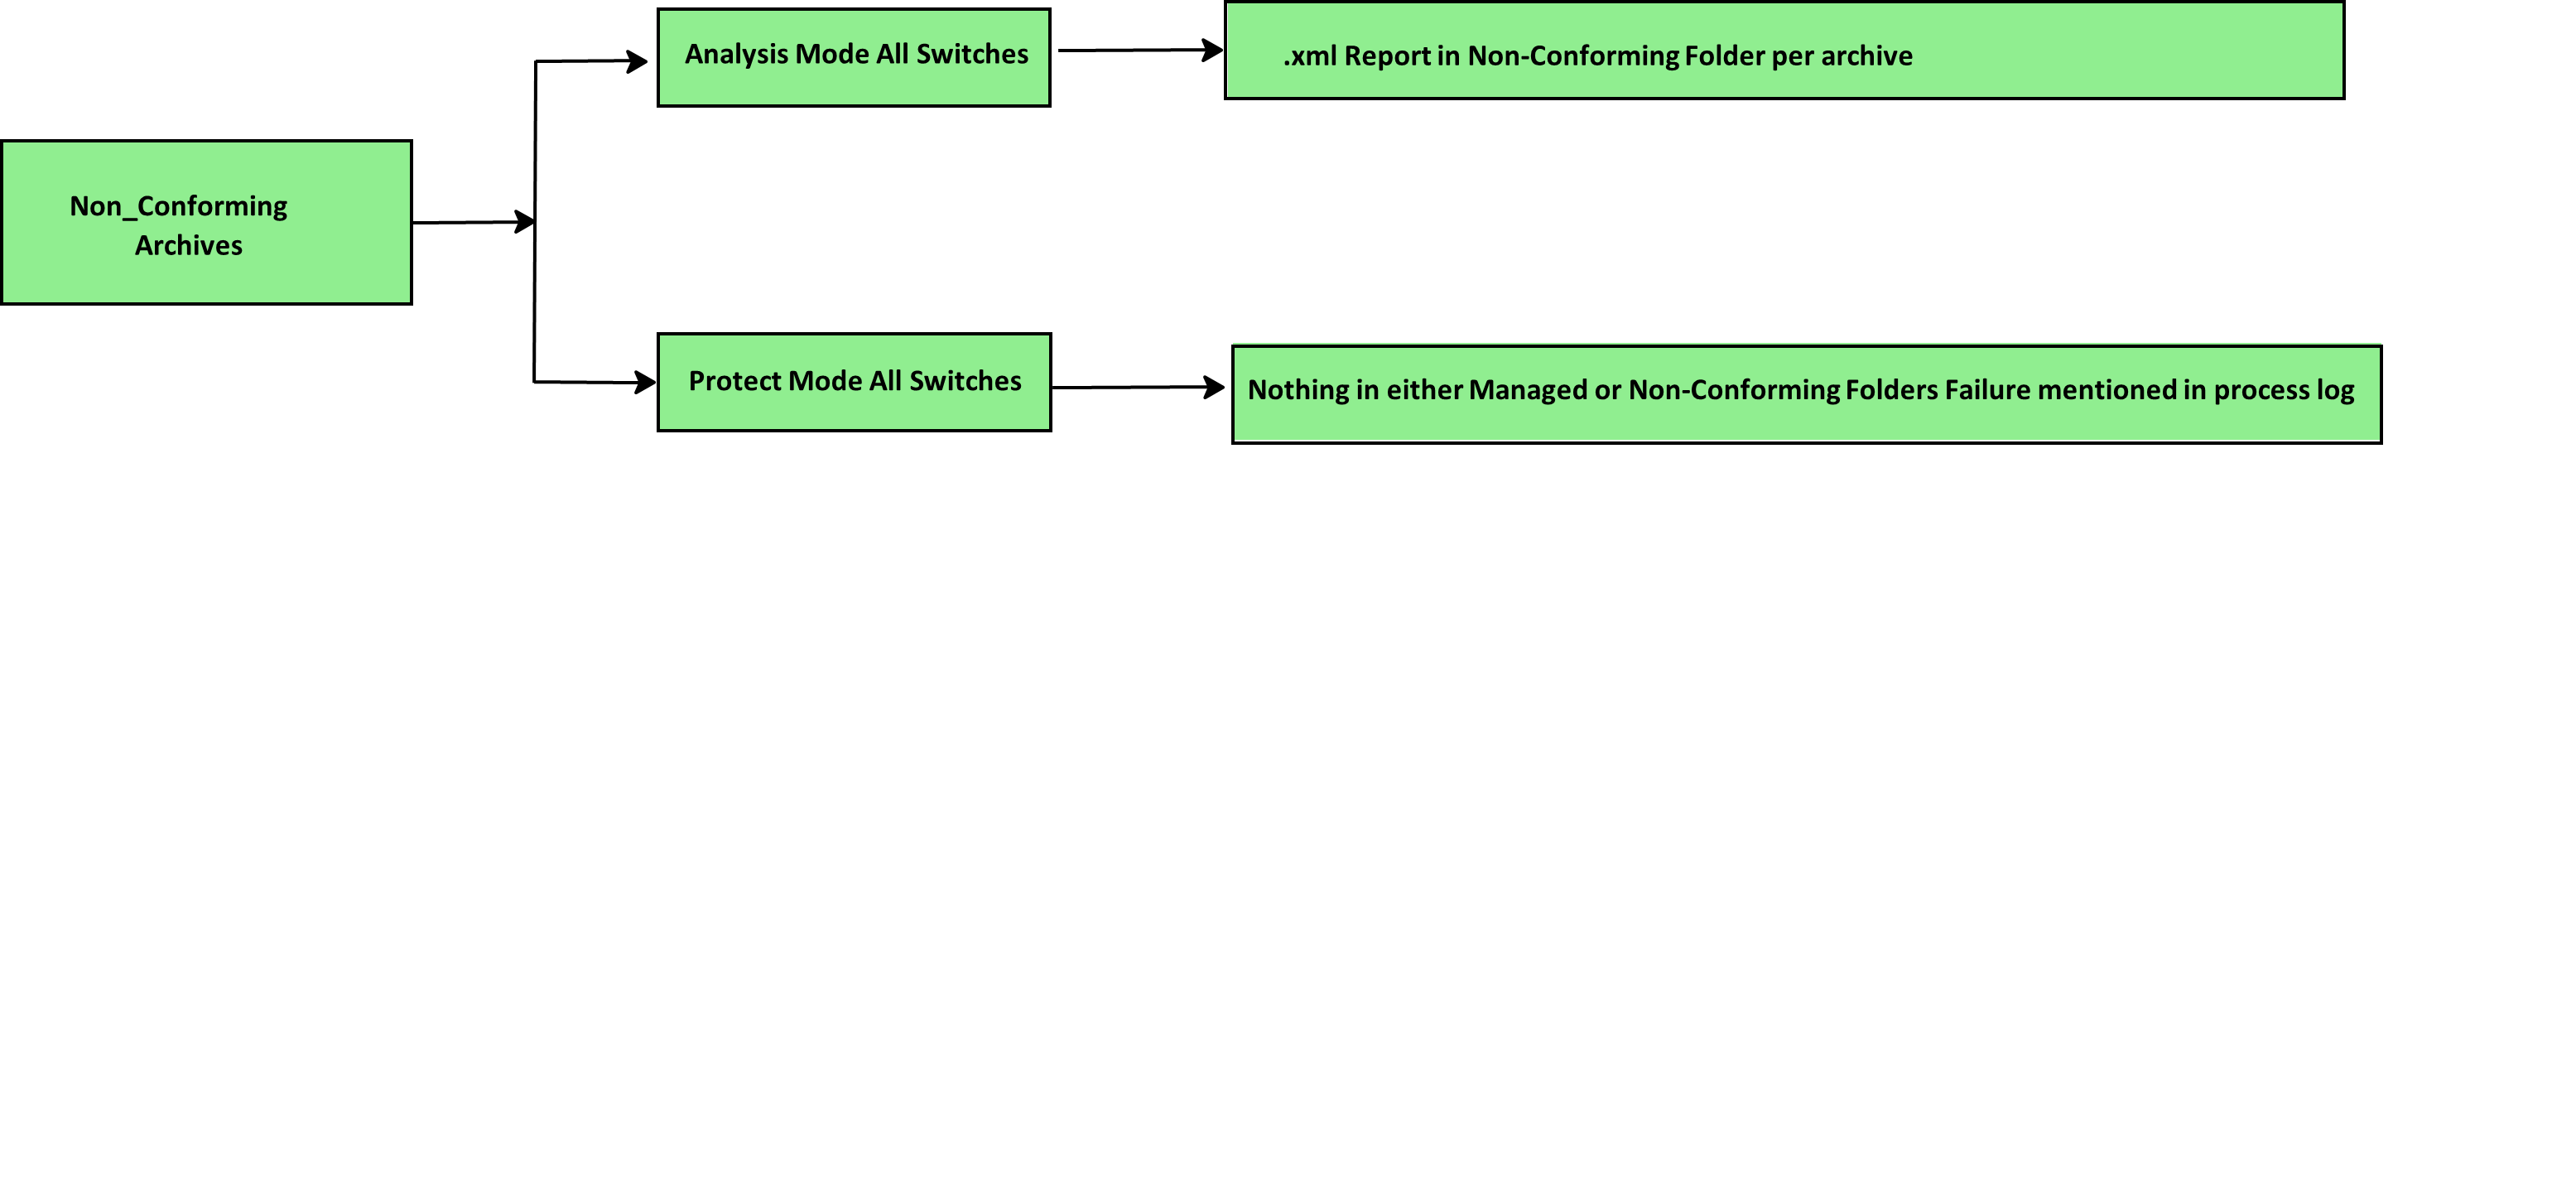 Analysis Mode All Switches
.xml Report in Non-Conforming Folder per archive
Non_Conforming
Archives
Protect Mode All Switches
Nothing in either Managed or Non-Conforming Folders Failure mentioned in process log